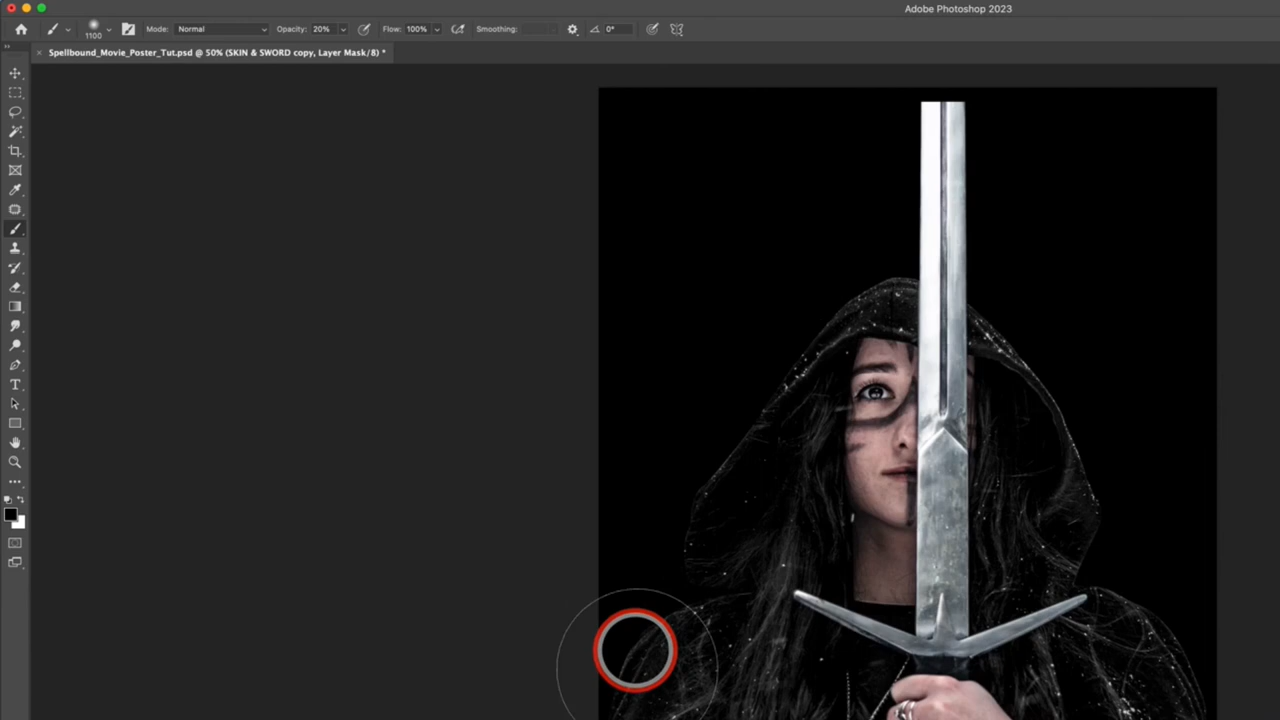 Adobe Photoshop 2023
1100 Mode: Normal Opacity: 20% Flow: 100% Smoothing: 0°
× Spellbound_Movie_Poster_Tut.psd @ 50% (SKIN & SWORD copy, Layer Mask/8) *